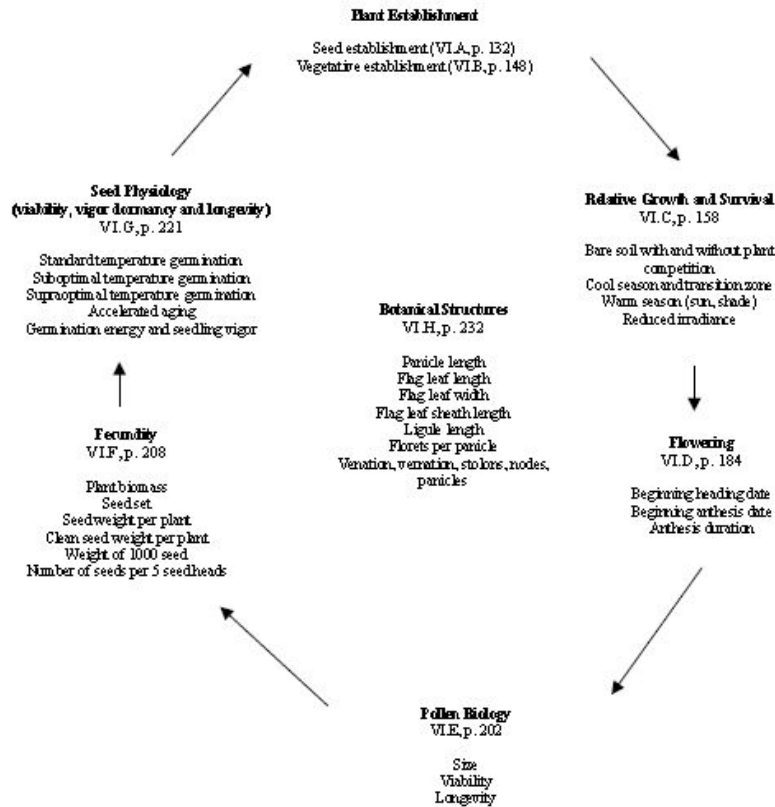 Plant Establishment
Seed establishment (VI.A, p. 132)
Vegetative establishment (VI.B, p. 148)
Relative Growth and Survival
VI.C, p. 158
Bare soil with and without plant
competition
Cool season and transition zone
Warm season (sun, shade)
Reduced irradiance
Flowering
VI.D, p. 184
Beginning heading date
Beginning anthesis date
Anthesis duration
Pollen Biology
VI.E, p. 202
Size
Viability
Longevity
Fecundity
VI.F, p. 208
Plant biomass
Seed set
Seed weight per plant
Clean seed weight per plant
Weight of 1000 seed
Number of seeds per 5 seed heads
Seed Physiology
(viability, vigor dormancy and longevity)
VI.G, p. 221
Standard temperature germination
Suboptimal temperature germination
Supraoptimal temperature germination
Accelerated aging
Germination energy and seedling vigor
Botanical Structures
VI.H, p. 232
Panicle length
Flag leaf length
Flag leaf width
Flag leaf sheath length
Ligule length
Florets per panicle
Venation, vernation, stolons, nodes,
panicles